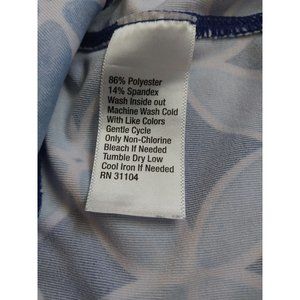 86% Polyester
14% Spandex
Wash Inside out
Machine Wash Cold
With Like Colors
Gentle Cycle
Only Non-Chlorine
Bleach If Needed
Tumble Dry Low
Cool Iron If Needed
RN 31104